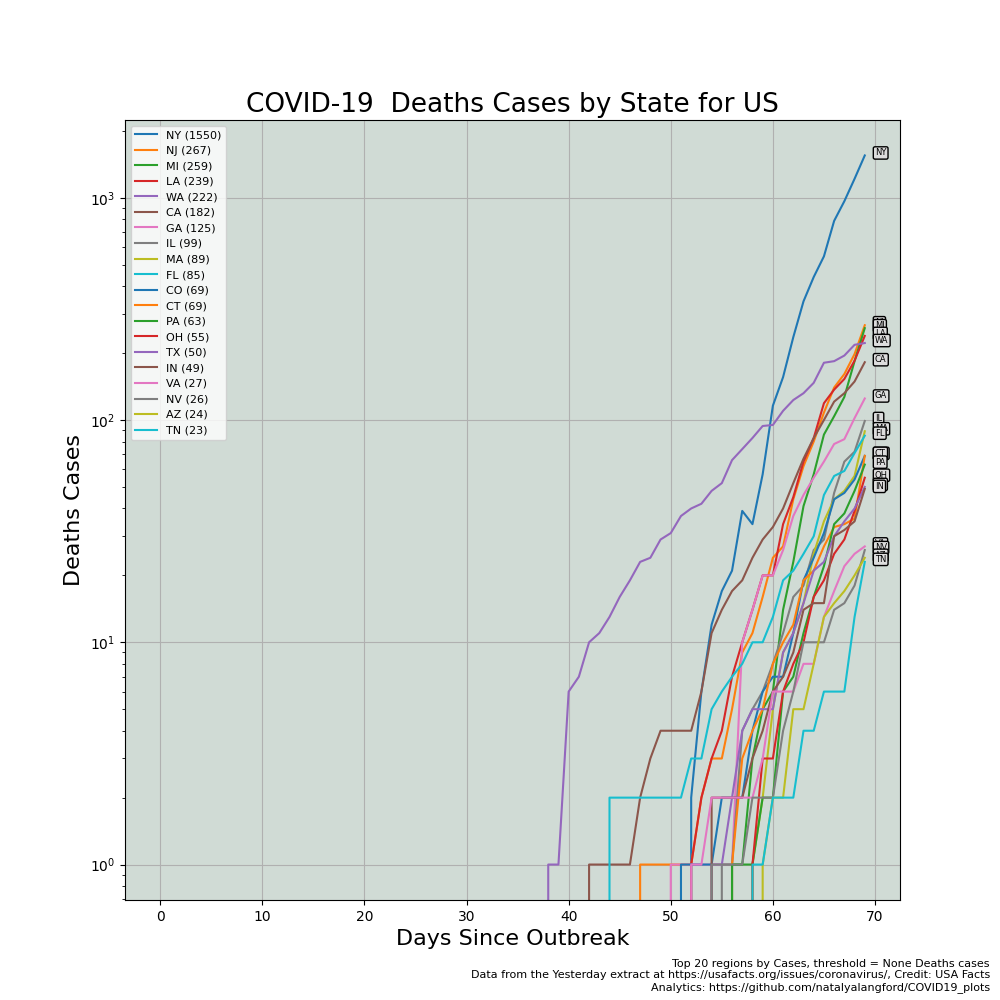 COVID-19  Deaths Cases by State for US
NY (1550)
NJ (267)
MI (259)
LA (239)
WA (222)
CA (182)
GA (125)
IL (99)
MA (89)
FL (85)
CO (69)
CT (69)
PA (63)
OH (55)
TX (50)
IN (49)
VA (27)
NV (26)
AZ (24)
TN (23)
NY
MI
LA
WA
CA
GA
IL
FL
CT
PA
OH
IN
NV
TN
10³
10²
10¹
10⁰
Deaths Cases
0 10 20 30 40 50 60 70
Days Since Outbreak
Top 20 regions by Cases, threshold = None Deaths cases
Data from the Yesterday extract at https://usafacts.org/issues/coronavirus/, Credit: USA Facts
Analytics: https://github.com/natalyalangford/COVID19_plots